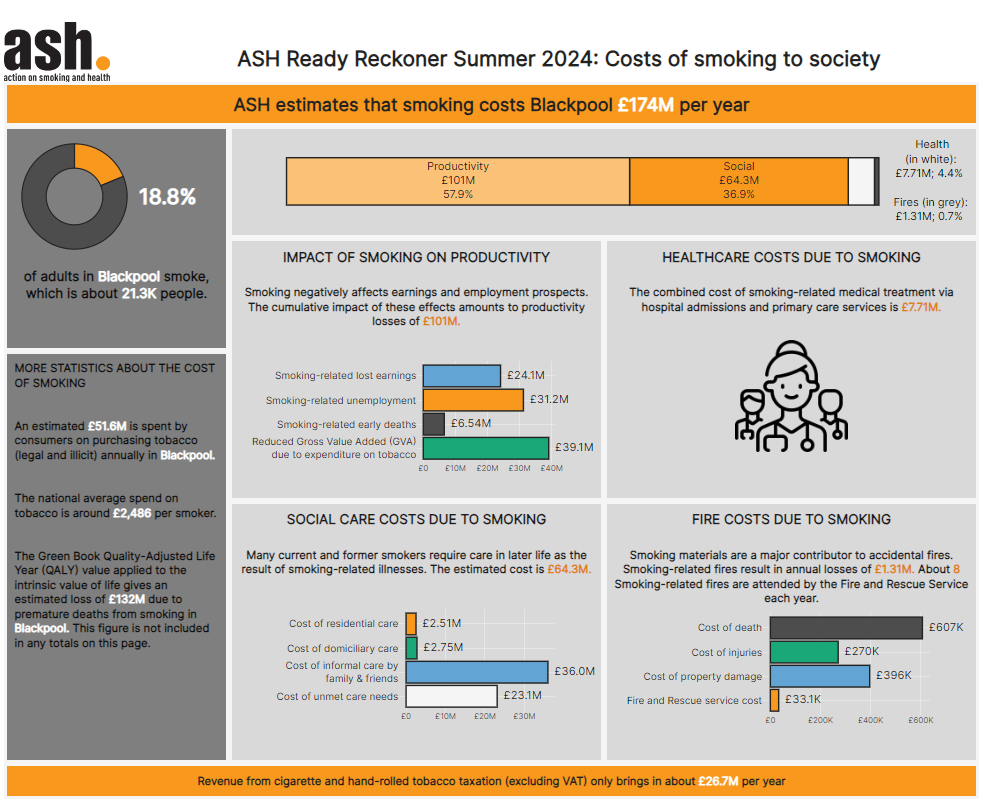 ash.
action on smoking and health
ASH Ready Reckoner Summer 2024: Costs of smoking to society
ASH estimates that smoking costs Blackpool £174M per year
18.8%
of adults in Blackpool smoke,
which is about 21.3K people.
Productivity
£101M
57.9%
Social
£64.3M
36.9%
Health
(in white):
£7.71M; 4.4%
Fires (in grey):
£1.31M; 0.7%
MORE STATISTICS ABOUT THE COST
OF SMOKING
An estimated £51.6M is spent by
consumers on purchasing tobacco
(legal and illicit) annually in Blackpool.
The national average spend on
tobacco is around £2,486 per smoker.
The Green Book Quality-Adjusted Life
Year (QALY) value applied to the
intrinsic value of life gives an
estimated loss of £132M due to
premature deaths from smoking in
Blackpool. This figure is not included
in any totals on this page.
IMPACT OF SMOKING ON PRODUCTIVITY
Smoking negatively affects earnings and employment prospects.
The cumulative impact of these effects amounts to productivity
losses of £101M.
Smoking-related lost earnings £24.1M
Smoking-related unemployment £31.2M
Smoking-related early deaths £6.54M
Reduced Gross Value Added (GVA)
due to expenditure on tobacco £39.1M
£0 £10M £20M £30M £40M
HEALTHCARE COSTS DUE TO SMOKING
The combined cost of smoking-related medical treatment via
hospital admissions and primary care services is £7.71M.
SOCIAL CARE COSTS DUE TO SMOKING
Many current and former smokers require care in later life as the
result of smoking-related illnesses. The estimated cost is £64.3M.
Cost of residential care £2.51M
Cost of domiciliary care £2.75M
Cost of informal care by
family & friends £36.0M
Cost of unmet care needs £23.1M
£0 £10M £20M £30M
FIRE COSTS DUE TO SMOKING
Smoking materials are a major contributor to accidental fires.
Smoking-related fires result in annual losses of £1.31M. About 8
Smoking-related fires are attended by the Fire and Rescue Service
each year.
Cost of death £607K
Cost of injuries £270K
Cost of property damage £396K
Fire and Rescue service cost £33.1K
£0 £200K £400K £600K
Revenue from cigarette and hand-rolled tobacco taxation (excluding VAT) only brings in about £26.7M per year